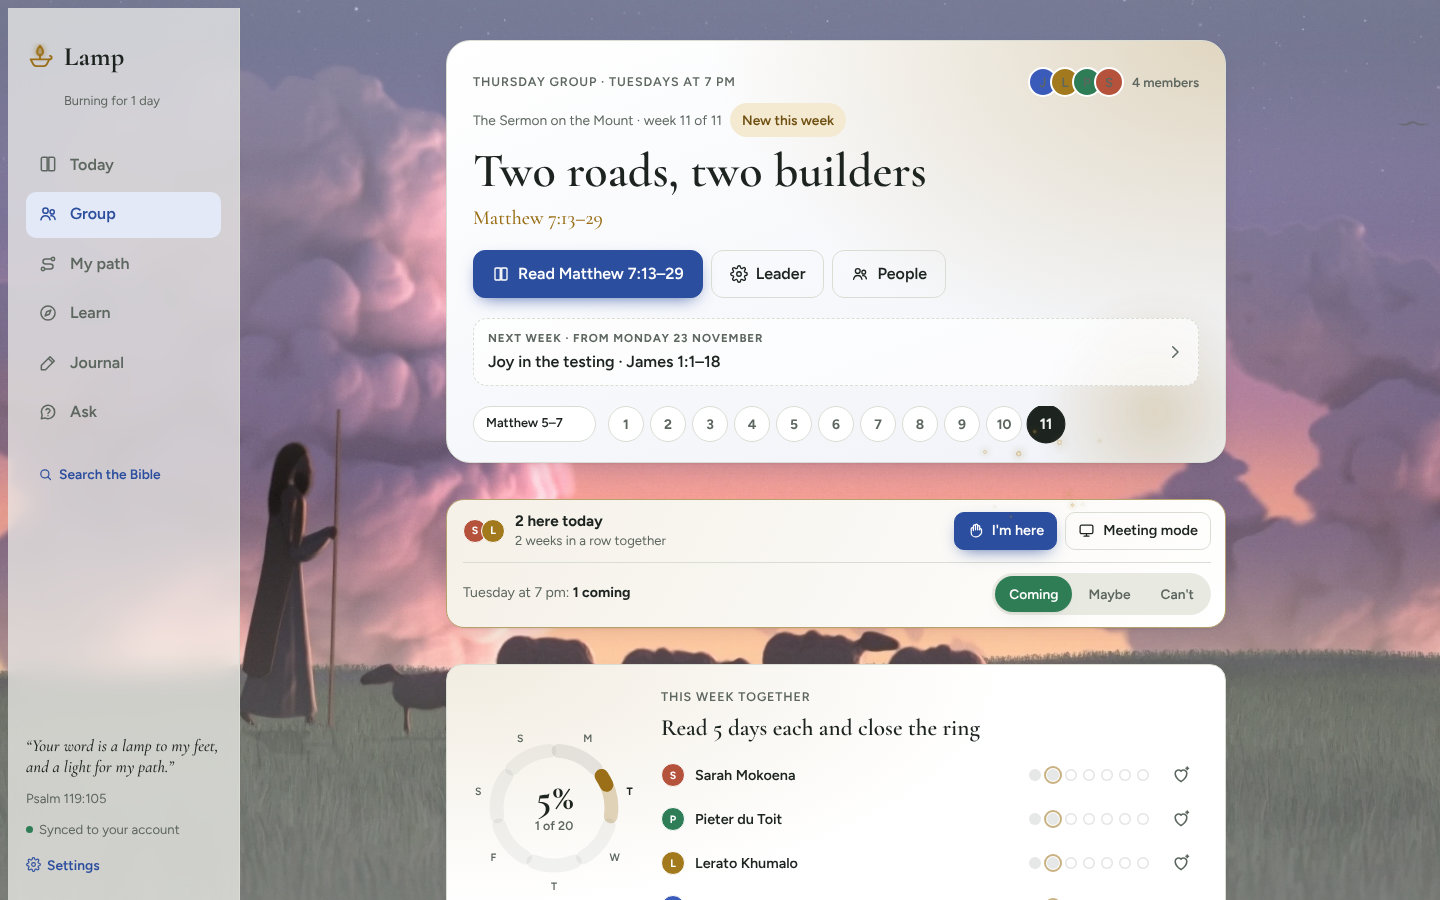 Lamp
Burning for 1 day
Today
Group
My path
Learn
Journal
Ask
Search the Bible
“Your word is a lamp to my feet,
and a light for my path.”
Psalm 119:105
Synced to your account
Settings
THURSDAY GROUP · TUESDAYS AT 7 PM
L S
4 members
The Sermon on the Mount · week 11 of 11
New this week
Two roads, two builders
Matthew 7:13–29
Read Matthew 7:13–29
Leader
People
NEXT WEEK · FROM MONDAY 23 NOVEMBER
Joy in the testing · James 1:1–18
Matthew 5–7
1 2 3 4 5 6 7 8 9 10 11
S L
2 here today
2 weeks in a row together
I'm here
Meeting mode
Tuesday at 7 pm: 1 coming
Coming
Maybe
Can't
THIS WEEK TOGETHER
Read 5 days each and close the ring
S M
S T
5%
1 of 20
F W
T
S Sarah Mokoena
P Pieter du Toit
L Lerato Khumalo